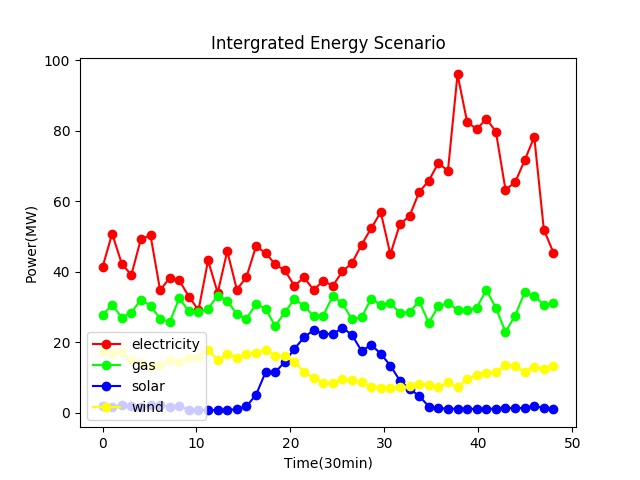 Intergrated Energy Scenario
Power(MW)
100
80
60
40
20
0
electricity
gas
solar
wind
0 10 20 30 40 50
Time(30min)